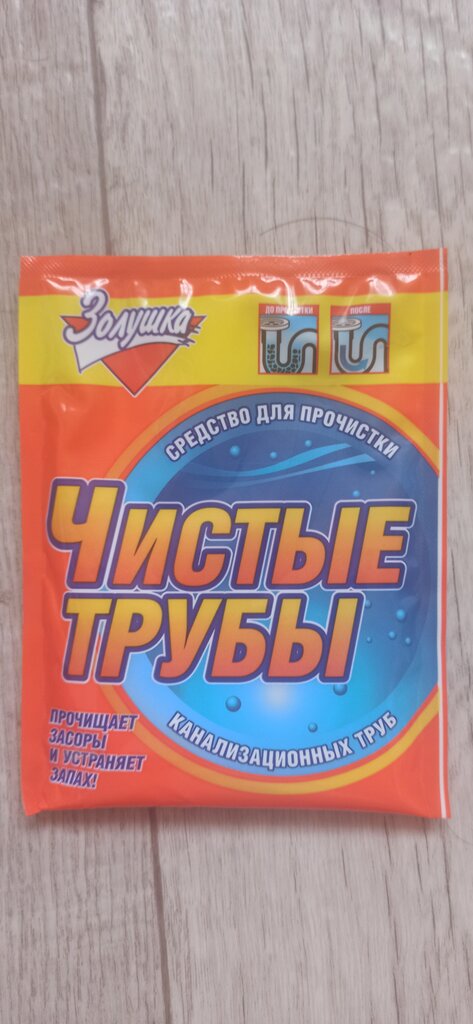 Золушка
ДО ПРОЧИСТКИ
ПОСЛЕ
СРЕДСТВО ДЛЯ ПРОЧИСТКИ
ЧИСТЫЕ
ТРУБЫ
КАНАЛИЗАЦИОННЫХ ТРУБ
ПРОЧИЩАЕТ
ЗАСОРЫ
И УСТРАНЯЕТ
ЗАПАХ!